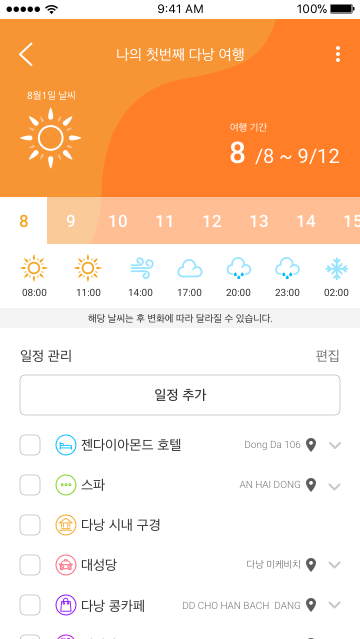 9:41 AM
100%
나의 첫번째 다낭 여행
8월1일 날씨
여행 기간
8 /8 ~ 9/12
8 9 10 11 12 13 14 15
08:00 11:00 14:00 17:00 20:00 23:00 02:00
해당 날씨는 후 변화에 따라 달라질 수 있습니다.
일정 관리 편집
일정 추가
젠다이아몬드 호텔 Dong Da 106
스파 AN HAI DONG
다낭 시내 구경
대성당 다낭 미케비치
다낭 콩카페 DD CHO HAN BACH DANG